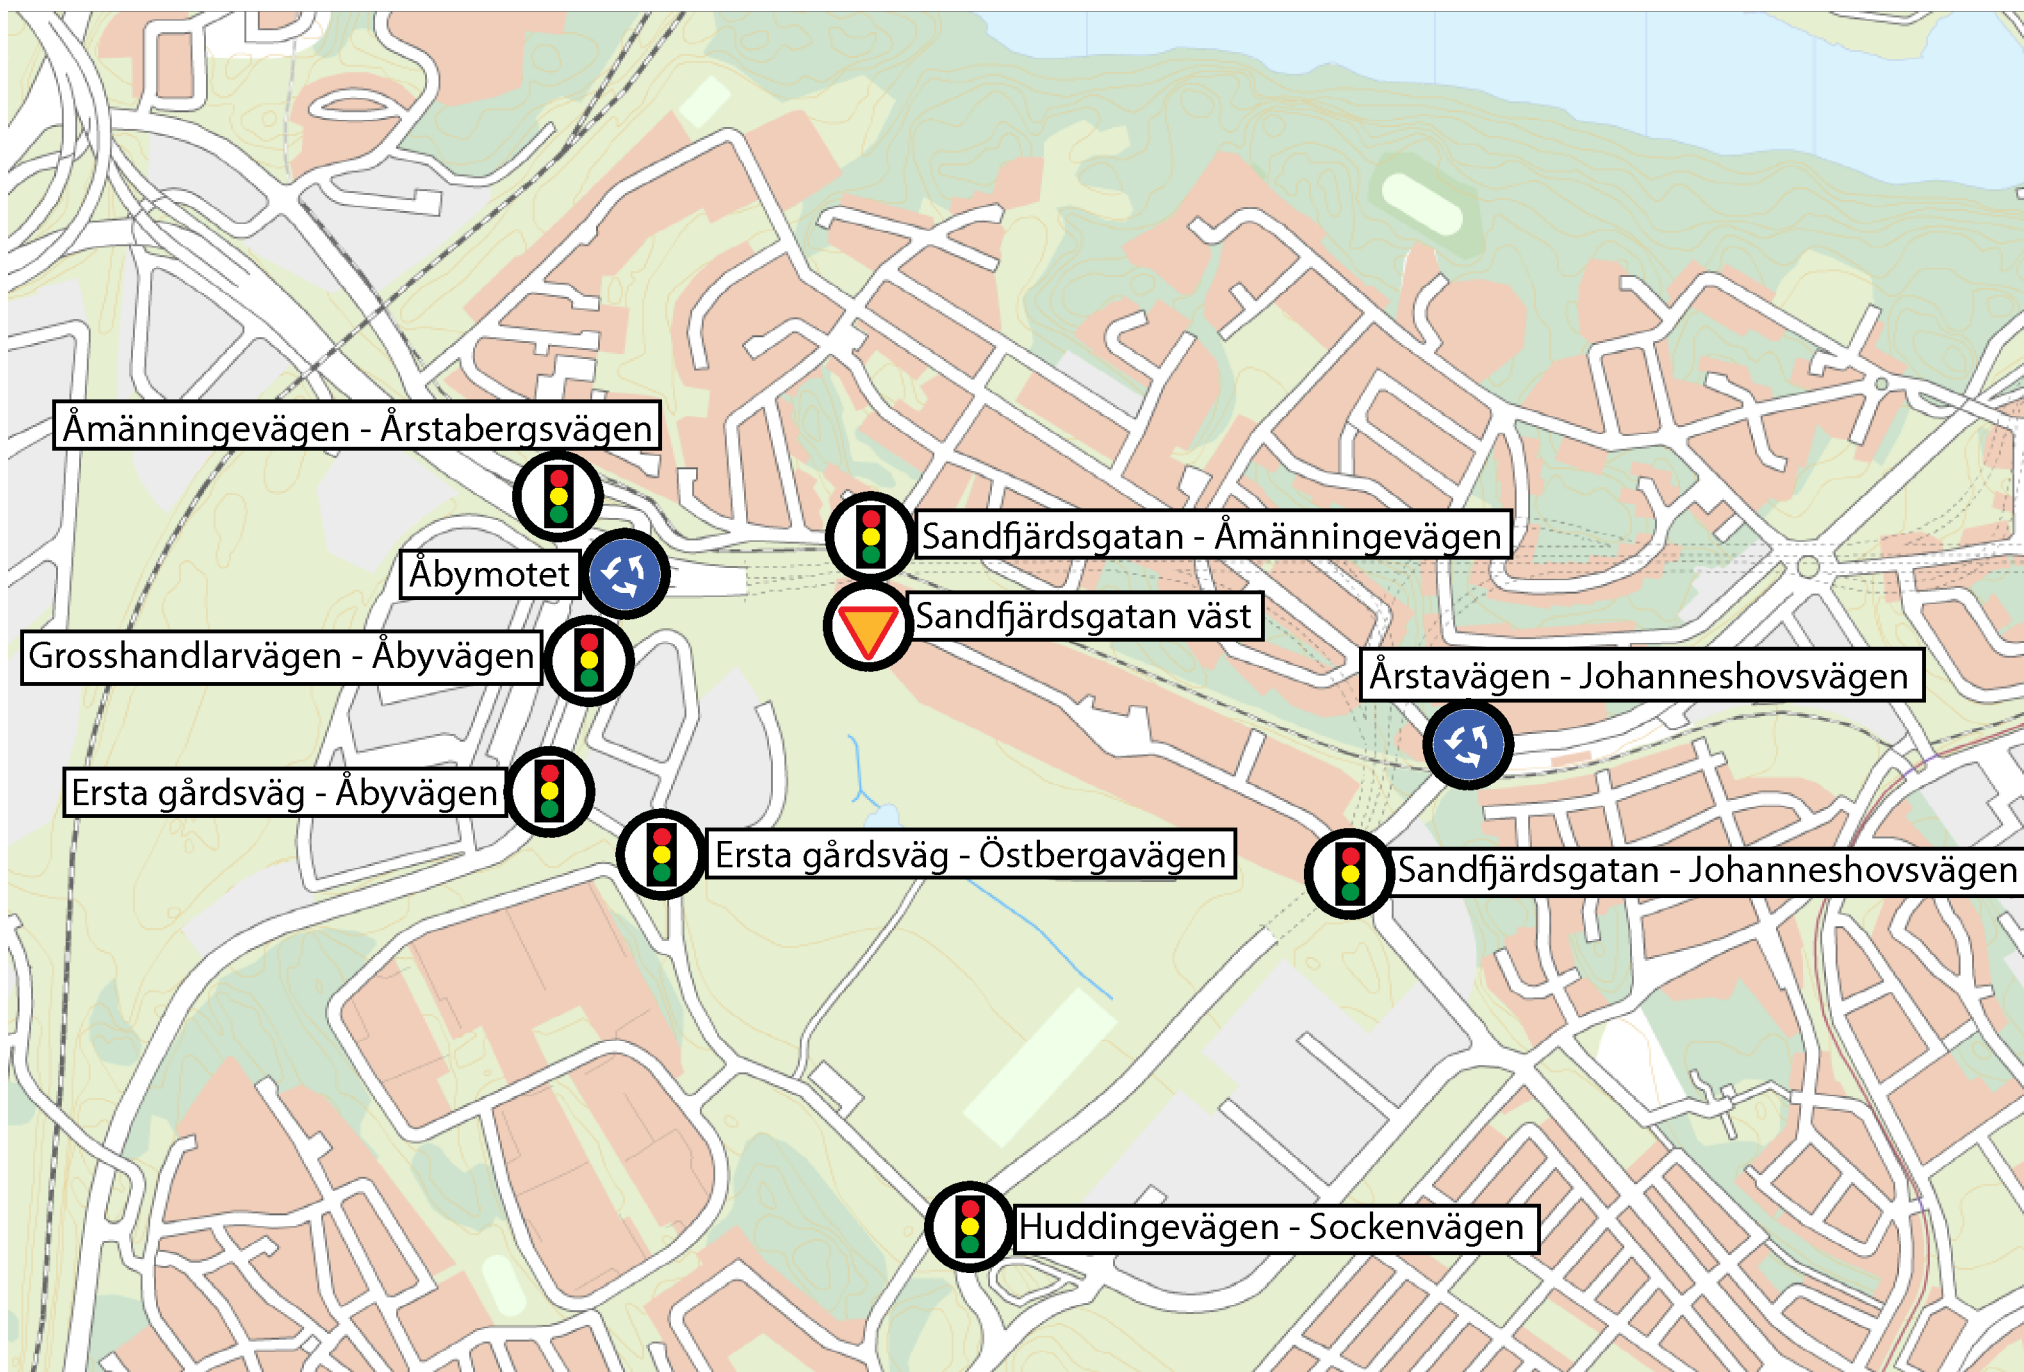 Åmänningevägen - Årstabergsvägen
Sandfjärdsgatan - Åmänningevägen
Åbymotet
Sandfjärdsgatan väst
Grosshandlarvägen - Åbyvägen
Årstavägen - Johanneshovsvägen
Ersta gårdsväg - Åbyvägen
Ersta gårdsväg - Östbergavägen
Sandfjärdsgatan - Johanneshovsvägen
Huddingevägen - Sockenvägen